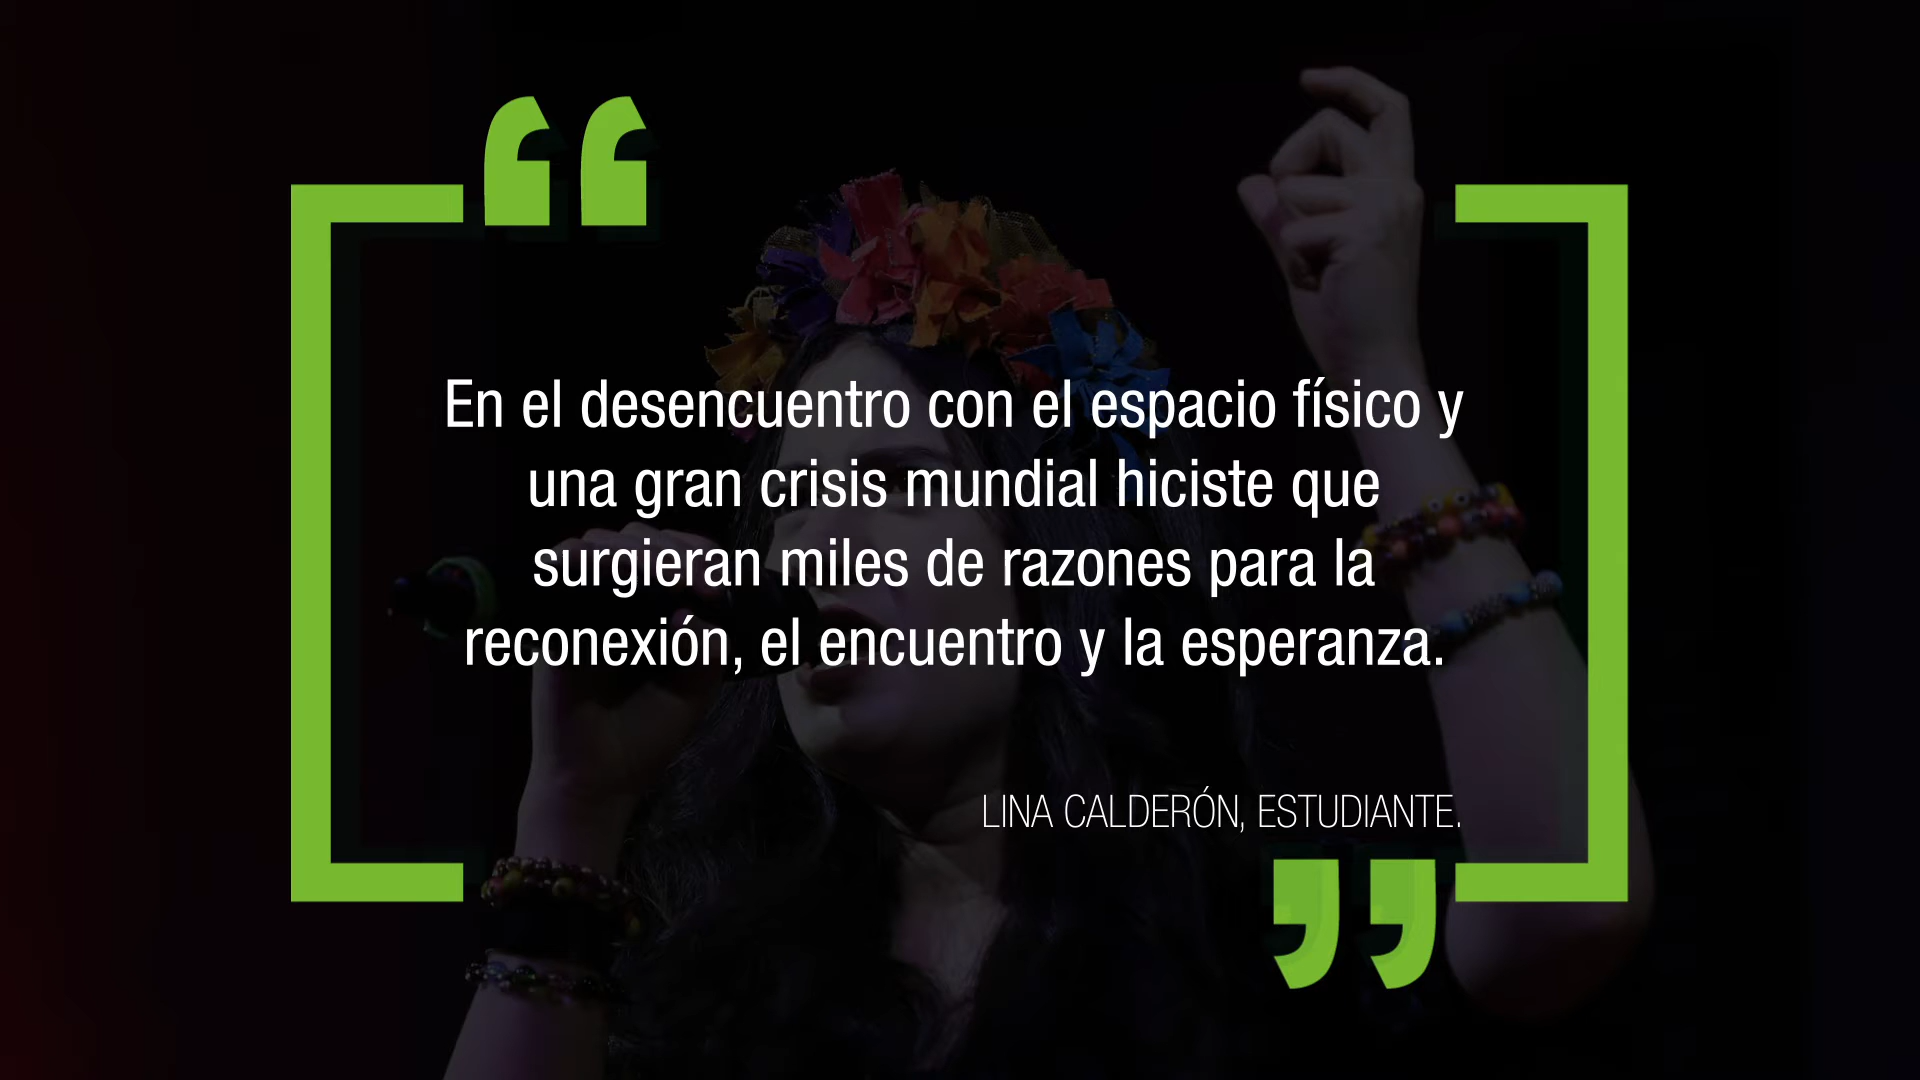 “
En el desencuentro con el espacio físico y
una gran crisis mundial hiciste que
surgieran miles de razones para la
reconexión, el encuentro y la esperanza.
LINA CALDERÓN, ESTUDIANTE.
”